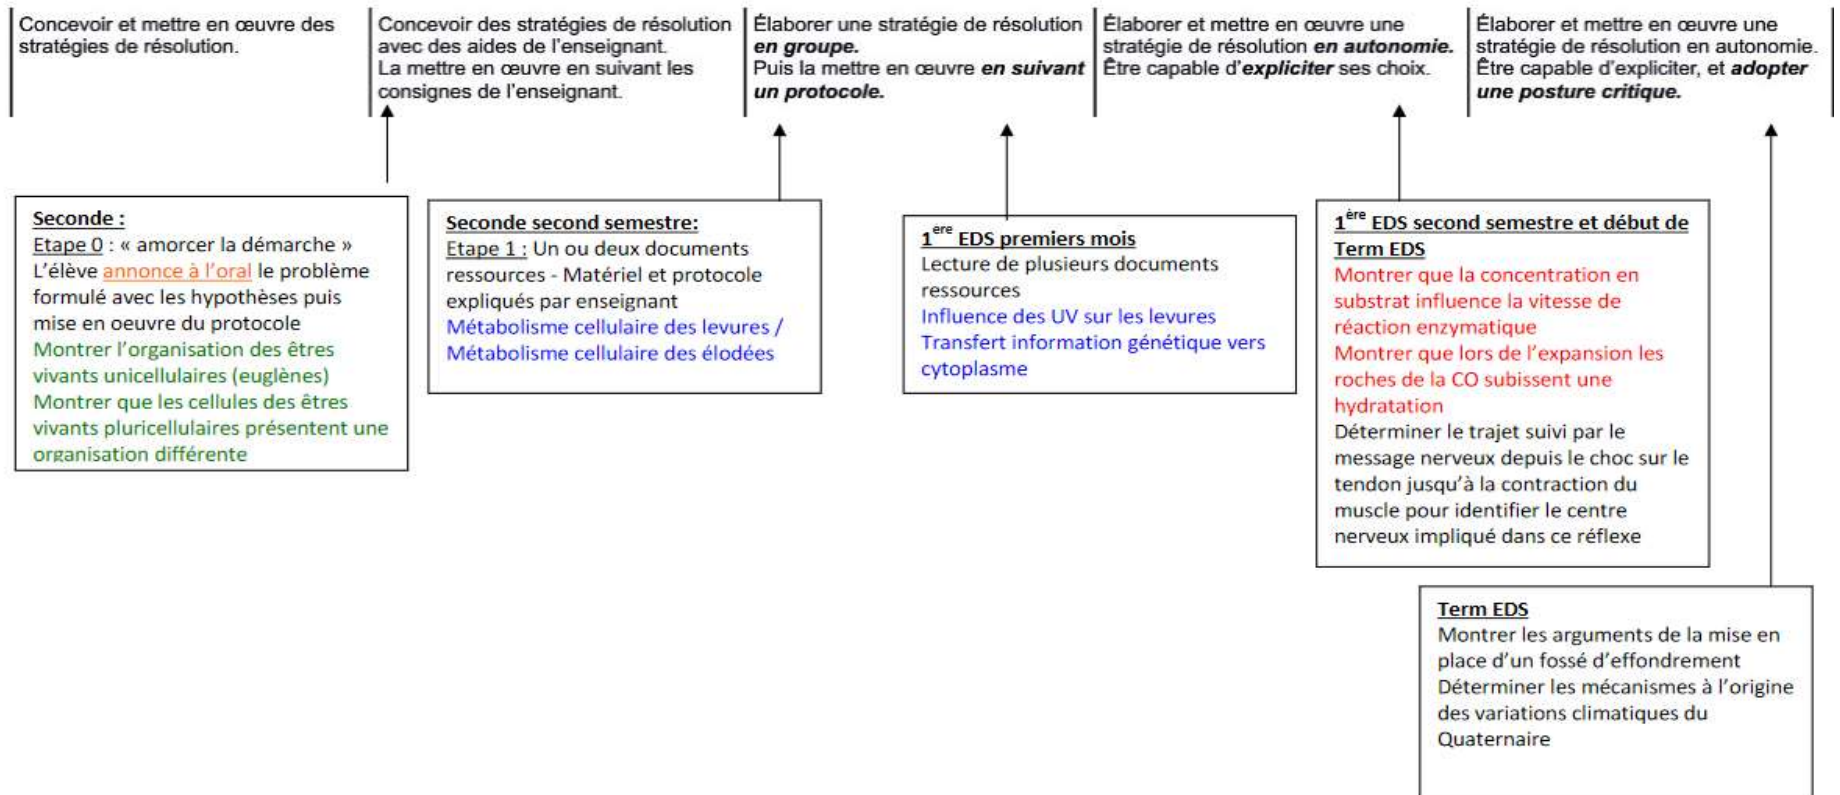 Concevoir et mettre en œuvre des
stratégies de résolution.
Concevoir des stratégies de résolution
avec des aides de l'enseignant.
La mettre en œuvre en suivant les
consignes de l'enseignant.
Élaborer une stratégie de résolution
en groupe.
Puis la mettre en œuvre en suivant
un protocole.
Élaborer et mettre en œuvre une
stratégie de résolution en autonomie.
Être capable d'expliciter ses choix.
Élaborer et mettre en œuvre une
stratégie de résolution en autonomie.
Être capable d'expliciter, et adopter
une posture critique.
Seconde :
Etape 0 : « amorcer la démarche »
L'élève annonce à l'oral le problème
formulé avec les hypothèses puis
mise en oeuvre du protocole
Montrer l'organisation des êtres
vivants unicellulaires (euglènes)
Montrer que les cellules des êtres
vivants pluricellulaires présentent une
organisation différente
Seconde second semestre:
Etape 1 : Un ou deux documents
ressources - Matériel et protocole
expliqués par enseignant
Métabolisme cellulaire des levures /
Métabolisme cellulaire des élodées
1ere EDS premiers mois
Lecture de plusieurs documents
ressources
Influence des UV sur les levures
Transfert information génétique vers
cytoplasme
1ère EDS second semestre et début de
Term EDS
Montrer que la concentration en
substrat influence la vitesse de
réaction enzymatique
Montrer que lors de l'expansion les
roches de la CO subissent une
hydratation
Déterminer le trajet suivi par le
message nerveux depuis le choc sur le
tendon jusqu'à la contraction du
muscle pour identifier le centre
nerveux impliqué dans ce réflexe
Term EDS
Montrer les arguments de la mise en
place d'un fossé d'effondrement
Déterminer les mécanismes à l'origine
des variations climatiques du
Quaternaire